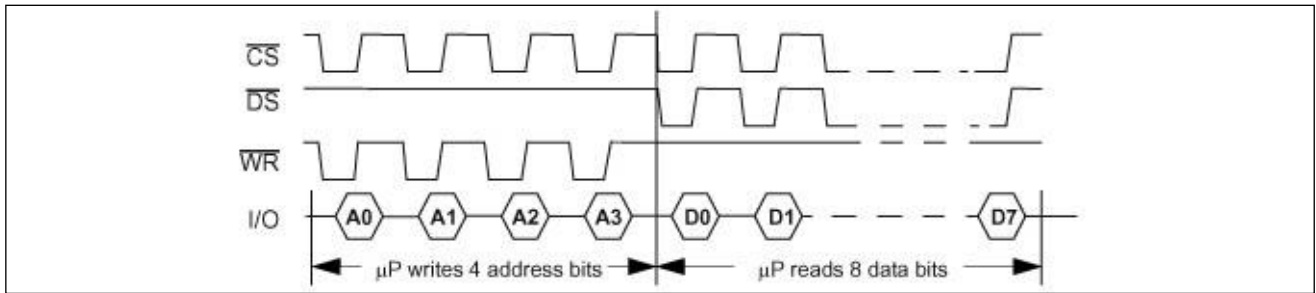 CS
DS
WR
I/O A0 A1 A2 A3 D0 D1 D7
μP writes 4 address bits μP reads 8 data bits